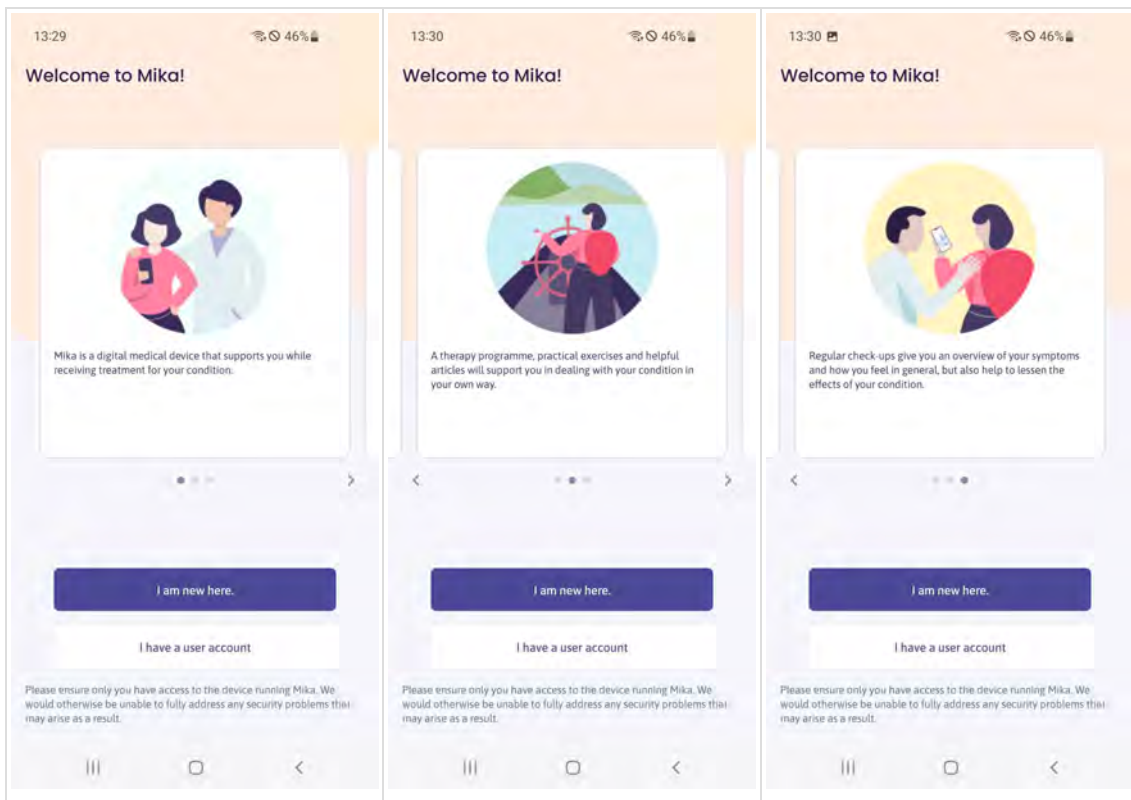 13:29
46%
Welcome to Mika!
Mika is a digital medical device that supports you while
receiving treatment for your condition.
I am new here.
I have a user account
Please ensure only you have access to the device running Mika. We
would otherwise be unable to fully address any security problems that
may arise as a result.
13:30
46%
Welcome to Mika!
A therapy programme, practical exercises and helpful
articles will support you in dealing with your condition in
your own way.
I am new here.
I have a user account
Please ensure only you have access to the device running Mika. We
would otherwise be unable to fully address any security problems that
may arise as a result.
13:30
46%
Welcome to Mika!
Regular check-ups give you an overview of your symptoms
and how you feel in general, but also help to lessen the
effects of your condition.
I am new here.
I have a user account
Please ensure only you have access to the device running Mika. We
would otherwise be unable to fully address any security problems that
may arise as a result.